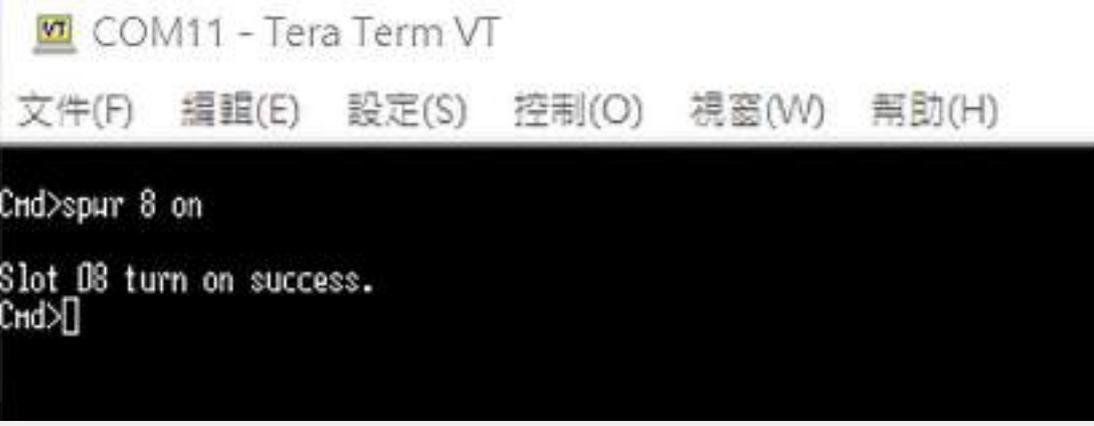 VT COM11 - Tera Term VT
文件(F) 編輯(E) 設定(S) 控制(O) 視窗(W) 幫助(H)
Cmd>spwr 8 on
Slot 08 turn on success.
Cmd>